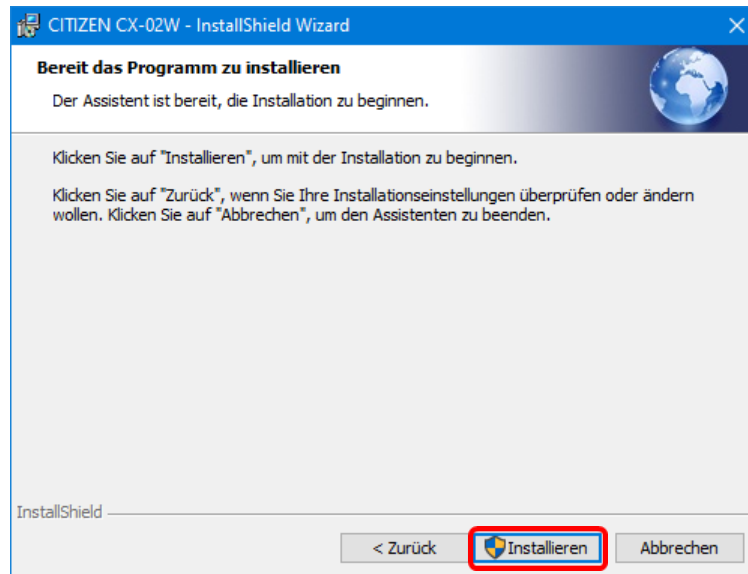 CITIZEN CX-02W - InstallShield Wizard
Bereit das Programm zu installieren
Der Assistent ist bereit, die Installation zu beginnen.
Klicken Sie auf "Installieren", um mit der Installation zu beginnen.
Klicken Sie auf "Zurück", wenn Sie Ihre Installationseinstellungen überprüfen oder ändern
wollen. Klicken Sie auf "Abbrechen", um den Assistenten zu beenden.
InstallShield
< Zurück Installieren Abbrechen